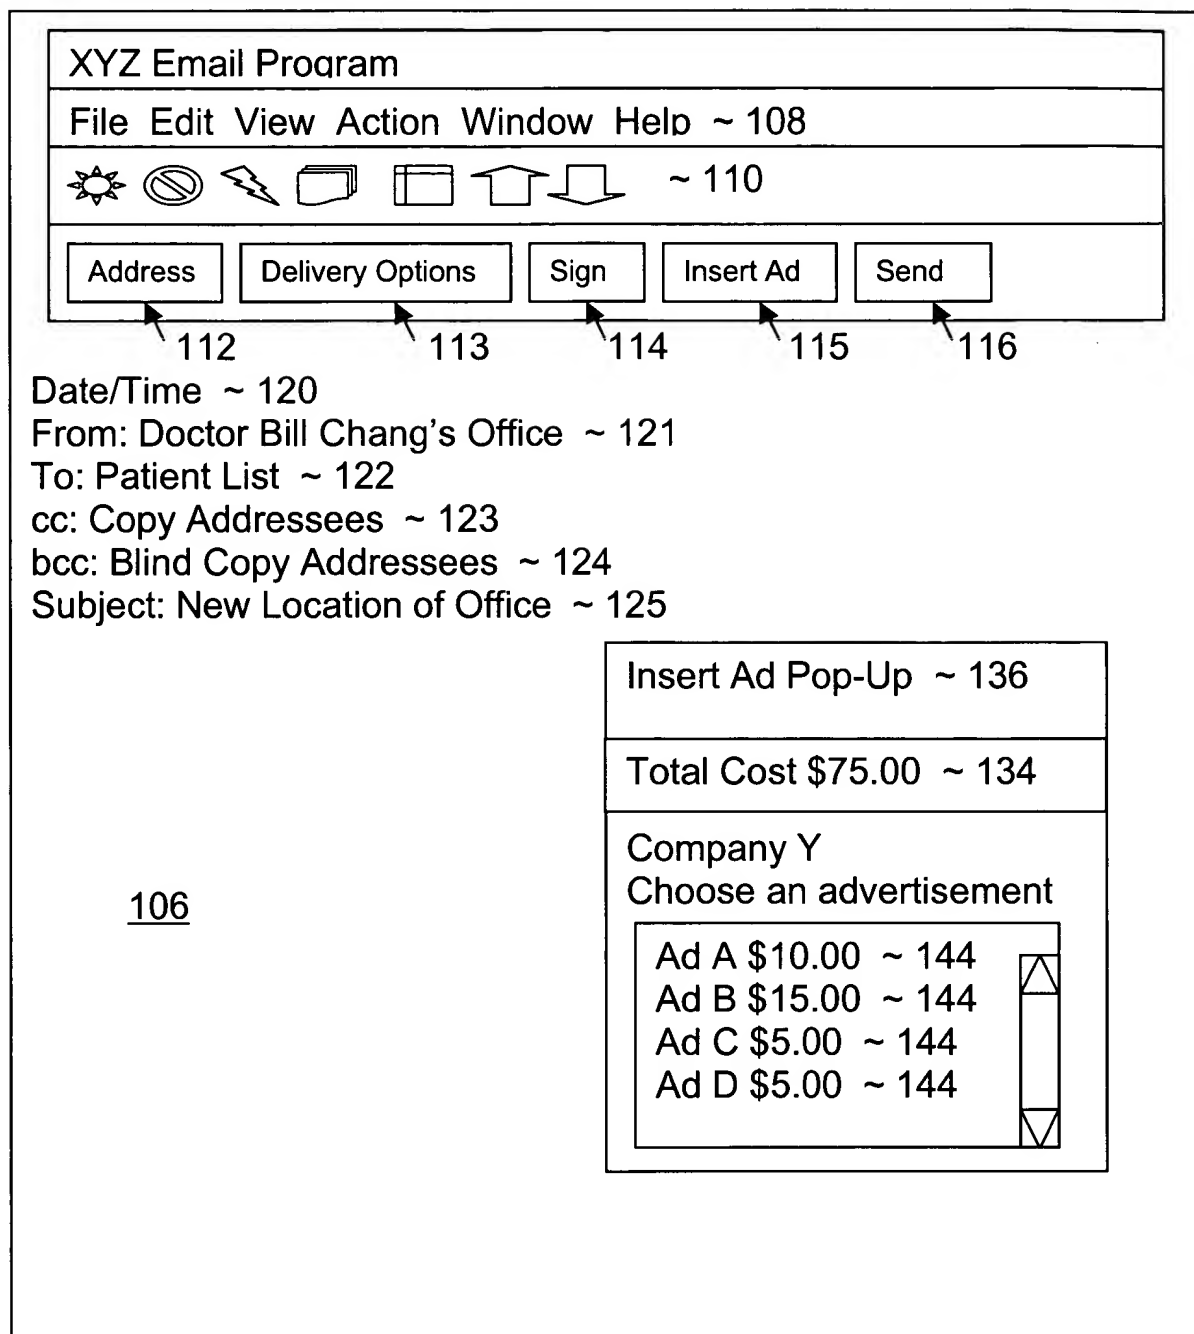 XYZ Email Program
File Edit View Action Window Help ~ 108
~ 110
Address Delivery Options Sign Insert Ad Send
112 113 114 115 116
Date/Time ~ 120
From: Doctor Bill Chang's Office ~ 121
To: Patient List ~ 122
cc: Copy Addressees ~ 123
bcc: Blind Copy Addressees ~ 124
Subject: New Location of Office ~ 125
Insert Ad Pop-Up ~ 136
Total Cost $75.00 ~ 134
Company Y
Choose an advertisement
106
Ad A $10.00 ~ 144
Ad B $15.00 ~ 144
Ad C $5.00 ~ 144
Ad D $5.00 ~ 144